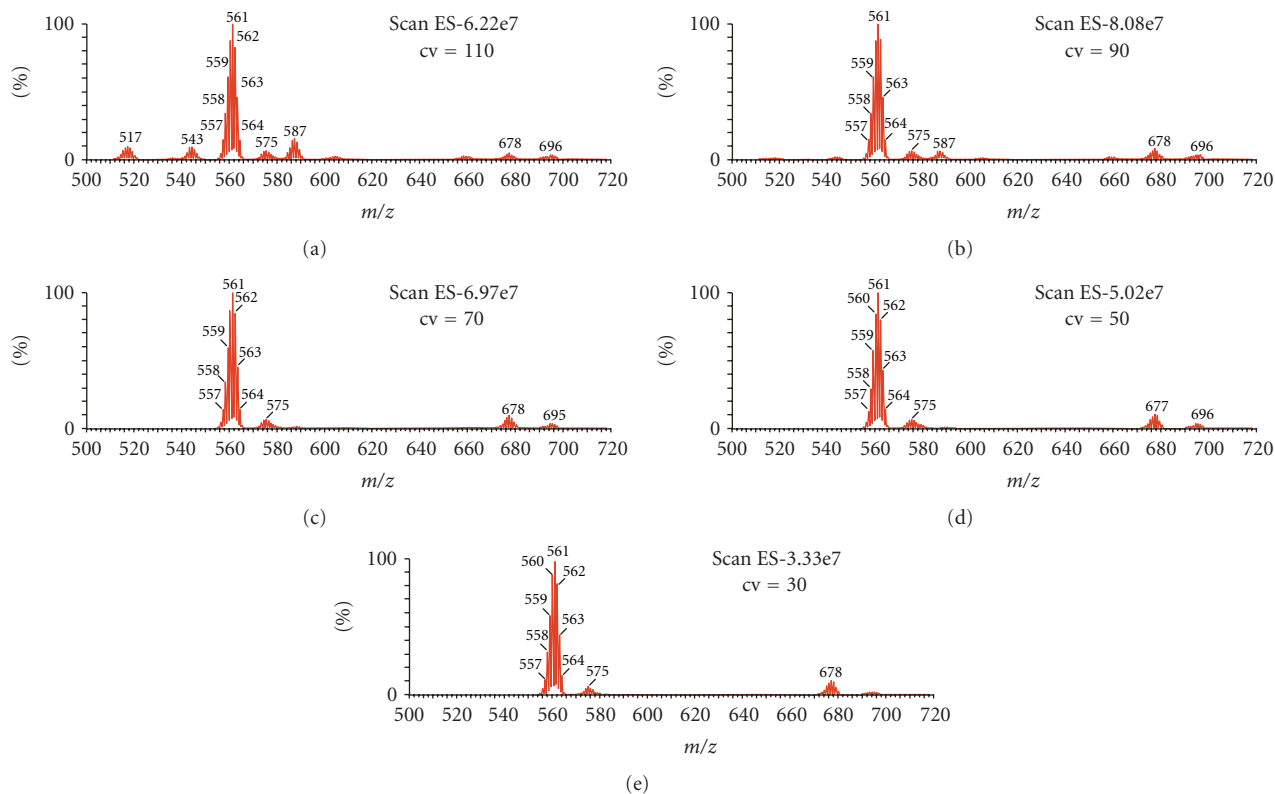 Scan ES-6.22e7
cv = 110
100
0
(%)
561
562
559
563
558
557
564
517
543
575
587
678
696
500 520 540 560 580 600 620 640 660 680 700 720
m/z
(a)
Scan ES-8.08e7
cv = 90
100
0
(%)
561
559
563
558
557
564
575
587
678
696
500 520 540 560 580 600 620 640 660 680 700 720
m/z
(b)
Scan ES-6.97e7
cv = 70
100
0
(%)
561
562
559
563
558
557
564
575
678
695
500 520 540 560 580 600 620 640 660 680 700 720
m/z
(c)
Scan ES-5.02e7
cv = 50
100
0
(%)
561
560
562
559
563
558
557
564
575
677
696
500 520 540 560 580 600 620 640 660 680 700 720
m/z
(d)
Scan ES-3.33e7
cv = 30
100
0
(%)
561
560
562
559
563
558
557
564
575
678
500 520 540 560 580 600 620 640 660 680 700 720
m/z
(e)